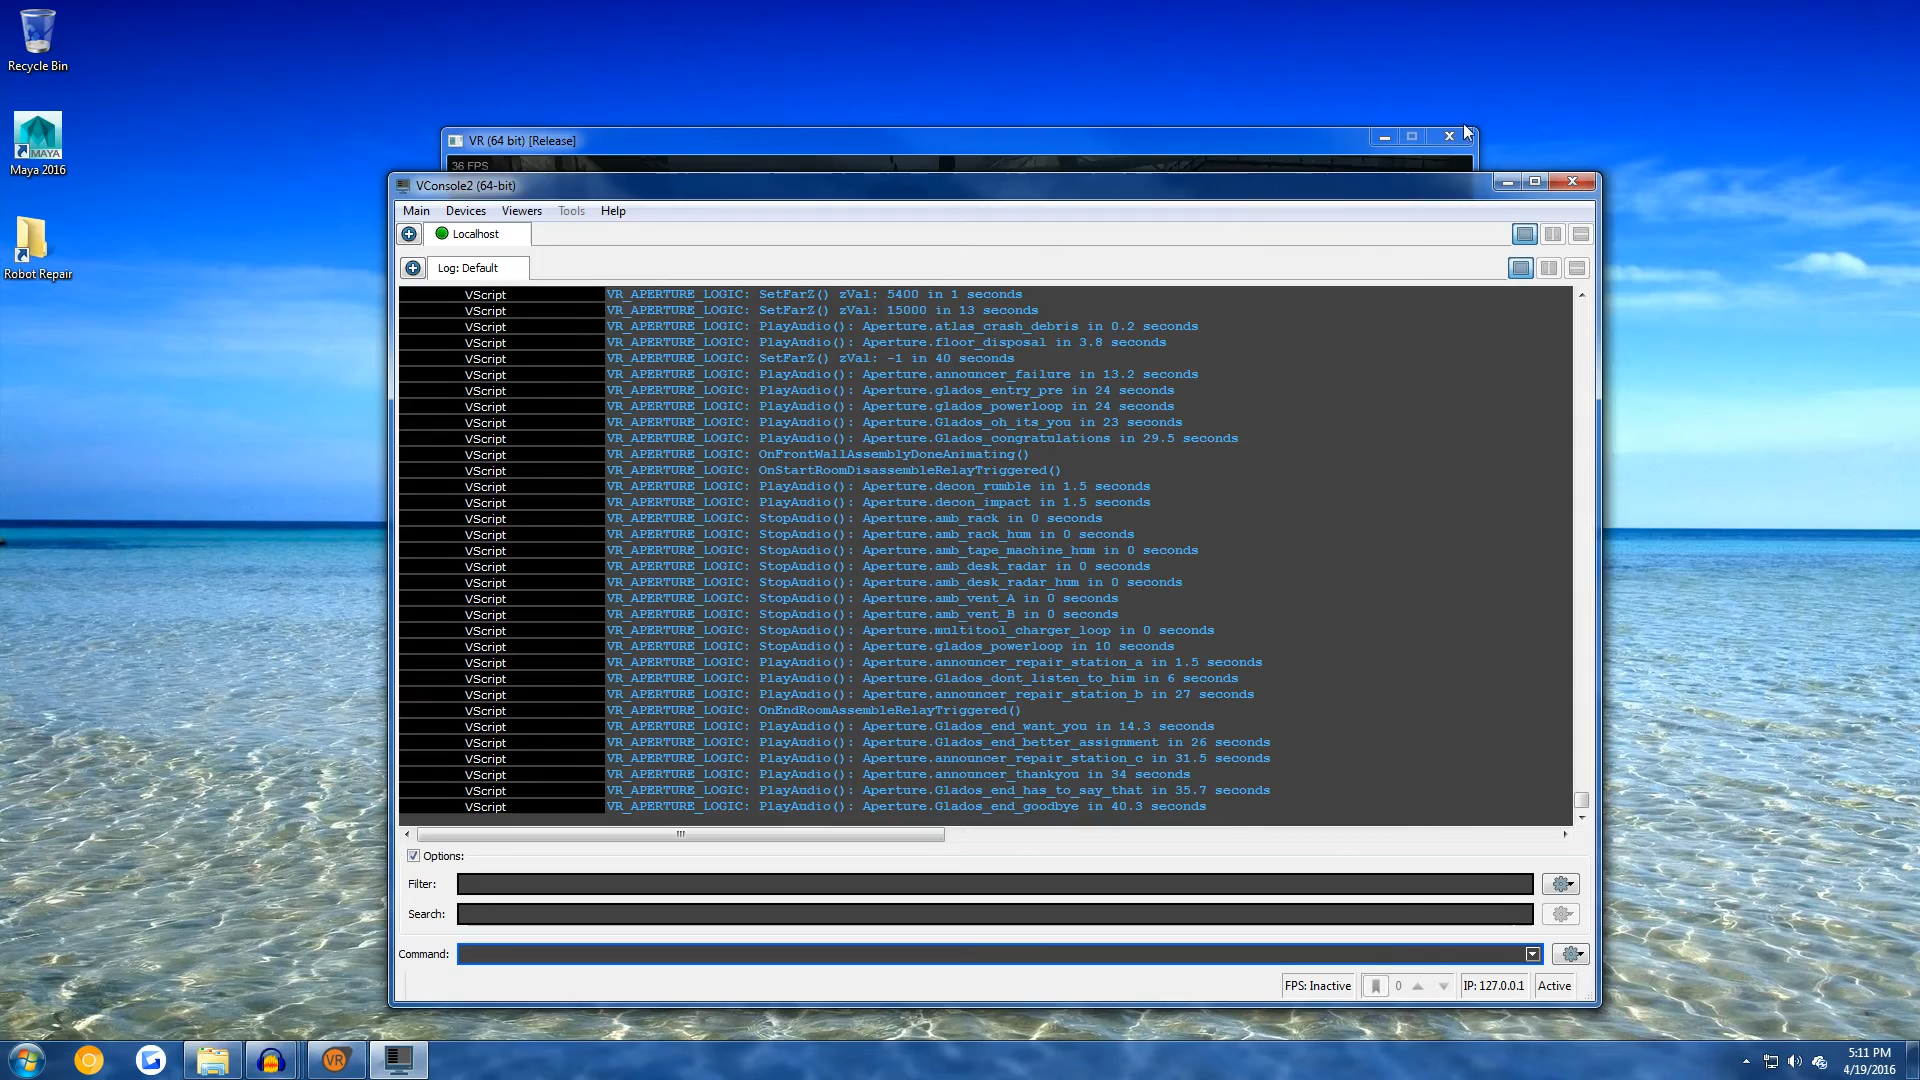 Recycle Bin
MAYA
Maya 2016
Robot Repair
VR (64 bit) [Release]
36 FPS
VConsole2 (64-bit)
Main Devices Viewers Tools Help
Localhost
Log: Default
VScript VR_APERTURE_LOGIC: SetFarZ() zVal: 5400 in 1 seconds
VScript VR_APERTURE_LOGIC: SetFarZ() zVal: 15000 in 13 seconds
VScript VR_APERTURE_LOGIC: PlayAudio(): Aperture.atlas_crash_debris in 0.2 seconds
VScript VR_APERTURE_LOGIC: PlayAudio(): Aperture.floor_disposal in 3.8 seconds
VScript VR_APERTURE_LOGIC: SetFarZ() zVal: -1 in 40 seconds
VScript VR_APERTURE_LOGIC: PlayAudio(): Aperture.announcer_failure in 13.2 seconds
VScript VR_APERTURE_LOGIC: PlayAudio(): Aperture.glados_entry_pre in 24 seconds
VScript VR_APERTURE_LOGIC: PlayAudio(): Aperture.glados_powerloop in 24 seconds
VScript VR_APERTURE_LOGIC: PlayAudio(): Aperture.Glados_oh_its_you in 23 seconds
VScript VR_APERTURE_LOGIC: PlayAudio(): Aperture.Glados_congratulations in 29.5 seconds
VScript VR_APERTURE_LOGIC: OnFrontWallAssemblyDoneAnimating()
VScript VR_APERTURE_LOGIC: OnStartRoomDisassembleRelayTriggered()
VScript VR_APERTURE_LOGIC: PlayAudio(): Aperture.decon_rumble in 1.5 seconds
VScript VR_APERTURE_LOGIC: PlayAudio(): Aperture.decon_impact in 1.5 seconds
VScript VR_APERTURE_LOGIC: StopAudio(): Aperture.amb_rack in 0 seconds
VScript VR_APERTURE_LOGIC: StopAudio(): Aperture.amb_rack_hum in 0 seconds
VScript VR_APERTURE_LOGIC: StopAudio(): Aperture.amb_tape_machine_hum in 0 seconds
VScript VR_APERTURE_LOGIC: StopAudio(): Aperture.amb_desk_radar in 0 seconds
VScript VR_APERTURE_LOGIC: StopAudio(): Aperture.amb_desk_radar_hum in 0 seconds
VScript VR_APERTURE_LOGIC: StopAudio(): Aperture.amb_vent_A in 0 seconds
VScript VR_APERTURE_LOGIC: StopAudio(): Aperture.amb_vent_B in 0 seconds
VScript VR_APERTURE_LOGIC: StopAudio(): Aperture.multitool_charger_loop in 0 seconds
VScript VR_APERTURE_LOGIC: StopAudio(): Aperture.glados_powerloop in 10 seconds
VScript VR_APERTURE_LOGIC: PlayAudio(): Aperture.announcer_repair_station_a in 1.5 seconds
VScript VR_APERTURE_LOGIC: PlayAudio(): Aperture.Glados_dont_listen_to_him in 6 seconds
VScript VR_APERTURE_LOGIC: PlayAudio(): Aperture.announcer_repair_station_b in 27 seconds
VScript VR_APERTURE_LOGIC: OnEndRoomAssembleRelayTriggered()
VScript VR_APERTURE_LOGIC: PlayAudio(): Aperture.Glados_end_want_you in 14.3 seconds
VScript VR_APERTURE_LOGIC: PlayAudio(): Aperture.Glados_end_better_assignment in 26 seconds
VScript VR_APERTURE_LOGIC: PlayAudio(): Aperture.announcer_repair_station_c in 31.5 seconds
VScript VR_APERTURE_LOGIC: PlayAudio(): Aperture.announcer_thankyou in 34 seconds
VScript VR_APERTURE_LOGIC: PlayAudio(): Aperture.Glados_end_has_to_say_that in 35.7 seconds
VScript VR_APERTURE_LOGIC: PlayAudio(): Aperture.Glados_end_goodbye in 40.3 seconds
Options:
Filter:
Search:
Command:
FPS: Inactive 0 IP: 127.0.0.1 Active
VR
5:11 PM
4/19/2016